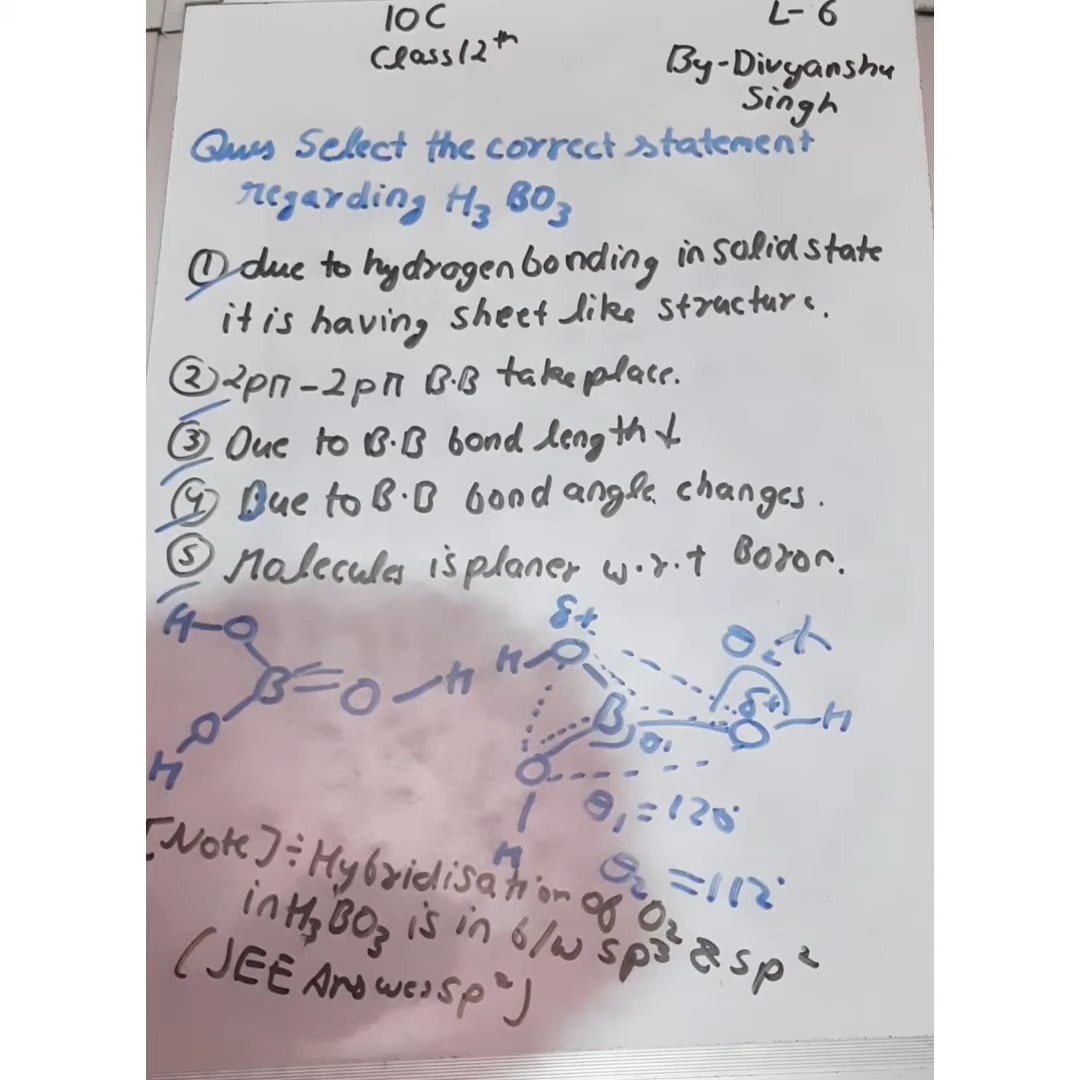 IOC
Class 12th
L-6
By-Divyanshu
Singh
Ques Select the correct statement
regarding H₃BO₃
① due to hydrogen bonding in solid state
it is having sheet like structure.
② 2pπ-2pπ B.B take place.
③ Due to B.B bond length ↓
④ Due to B.B bond angle changes.
⑤ Molecules is planer w.r.t Boron.
H-O
B=O-H
O
H
δ+
H-O
θ₂
δ+
B
O-H
θ₁
O
H
θ₁=120°
θ₂=112°
[Note]÷Hybridisation of O₂
in H₃BO₃ is in b/w sp³ & sp²
(JEE Answer sp²)